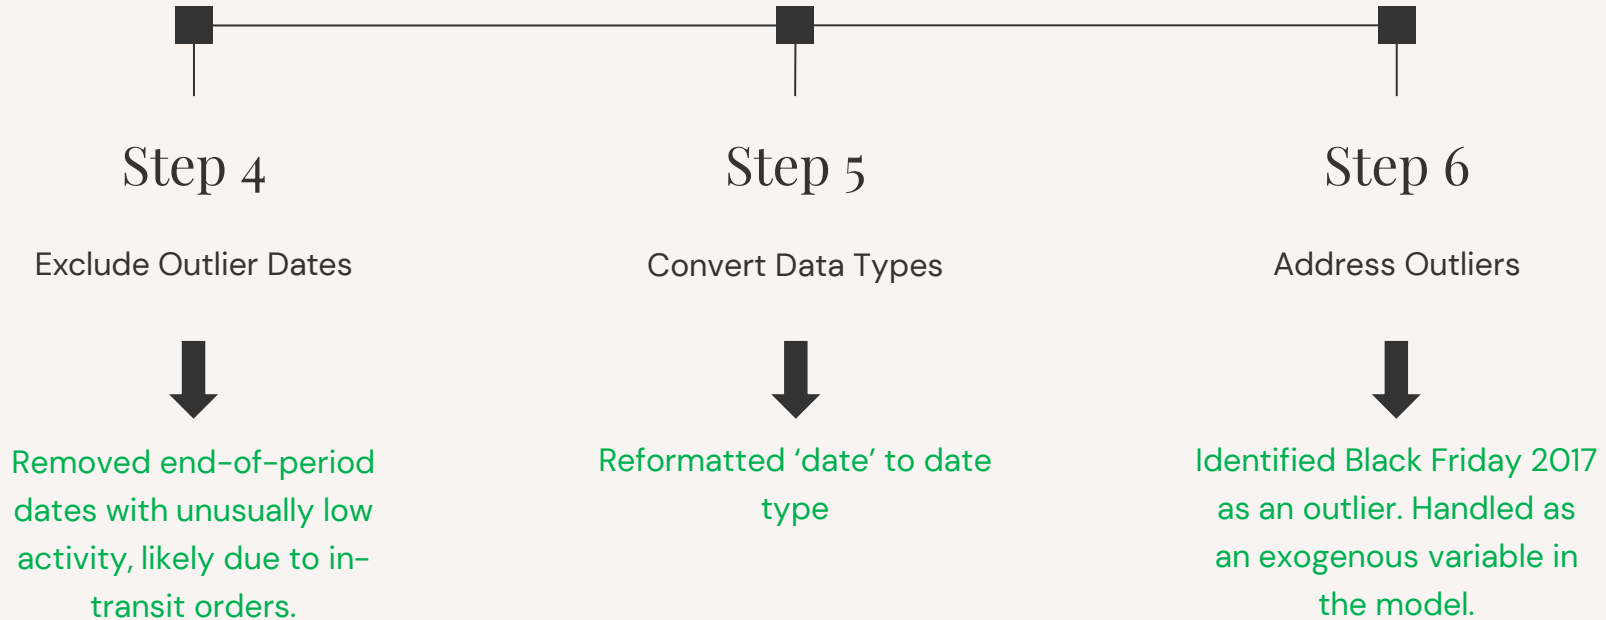 Step 4
Exclude Outlier Dates
Removed end-of-period
dates with unusually low
activity, likely due to in-
transit orders.
Step 5
Convert Data Types
Reformatted ‘date’ to date
type
Step 6
Address Outliers
Identified Black Friday 2017
as an outlier. Handled as
an exogenous variable in
the model.